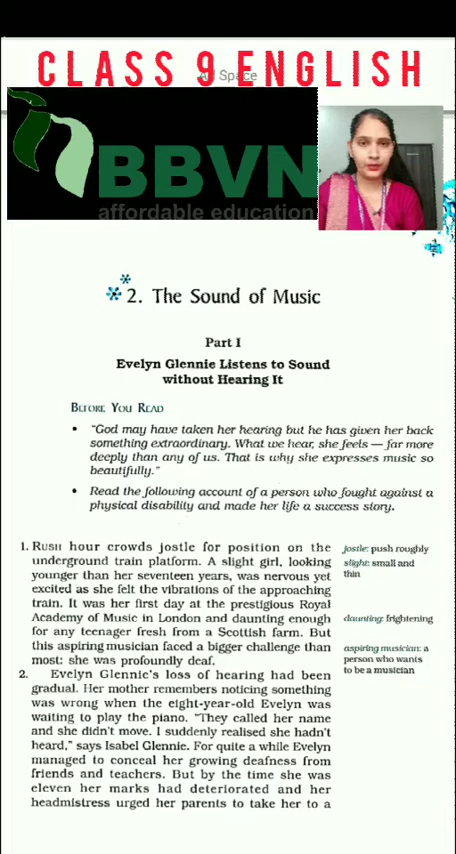 CLASS 9 ENGLISH
Space
BBVN
affordable education
2. The Sound of Music
Part I
Evelyn Glennie Listens to Sound
without Hearing It
BEFORE YOU READ
• "God may have taken her hearing but he has given her back
something extraordinary. What we hear, she feels — far more
deeply than any of us. That is why she expresses music so
beautifully."
• Read the following account of a person who fought against a
physical disability and made her life a success story.
1. RUSH hour crowds jostle for position on the
underground train platform. A slight girl, looking
younger than her seventeen years, was nervous yet
excited as she felt the vibrations of the approaching
train. It was her first day at the prestigious Royal
Academy of Music in London and daunting enough
for any teenager fresh from a Scottish farm. But
this aspiring musician faced a bigger challenge than
most: she was profoundly deaf.
jostle: push roughly
slight: small and
thin
daunting: frightening
aspiring musician: a
person who wants
to be a musician
2. Evelyn Glennie's loss of hearing had been
gradual. Her mother remembers noticing something
was wrong when the eight-year-old Evelyn was
waiting to play the piano. "They called her name
and she didn't move. I suddenly realised she hadn't
heard," says Isabel Glennie. For quite a while Evelyn
managed to conceal her growing deafness from
friends and teachers. But by the time she was
eleven her marks had deteriorated and her
headmistress urged her parents to take her to a